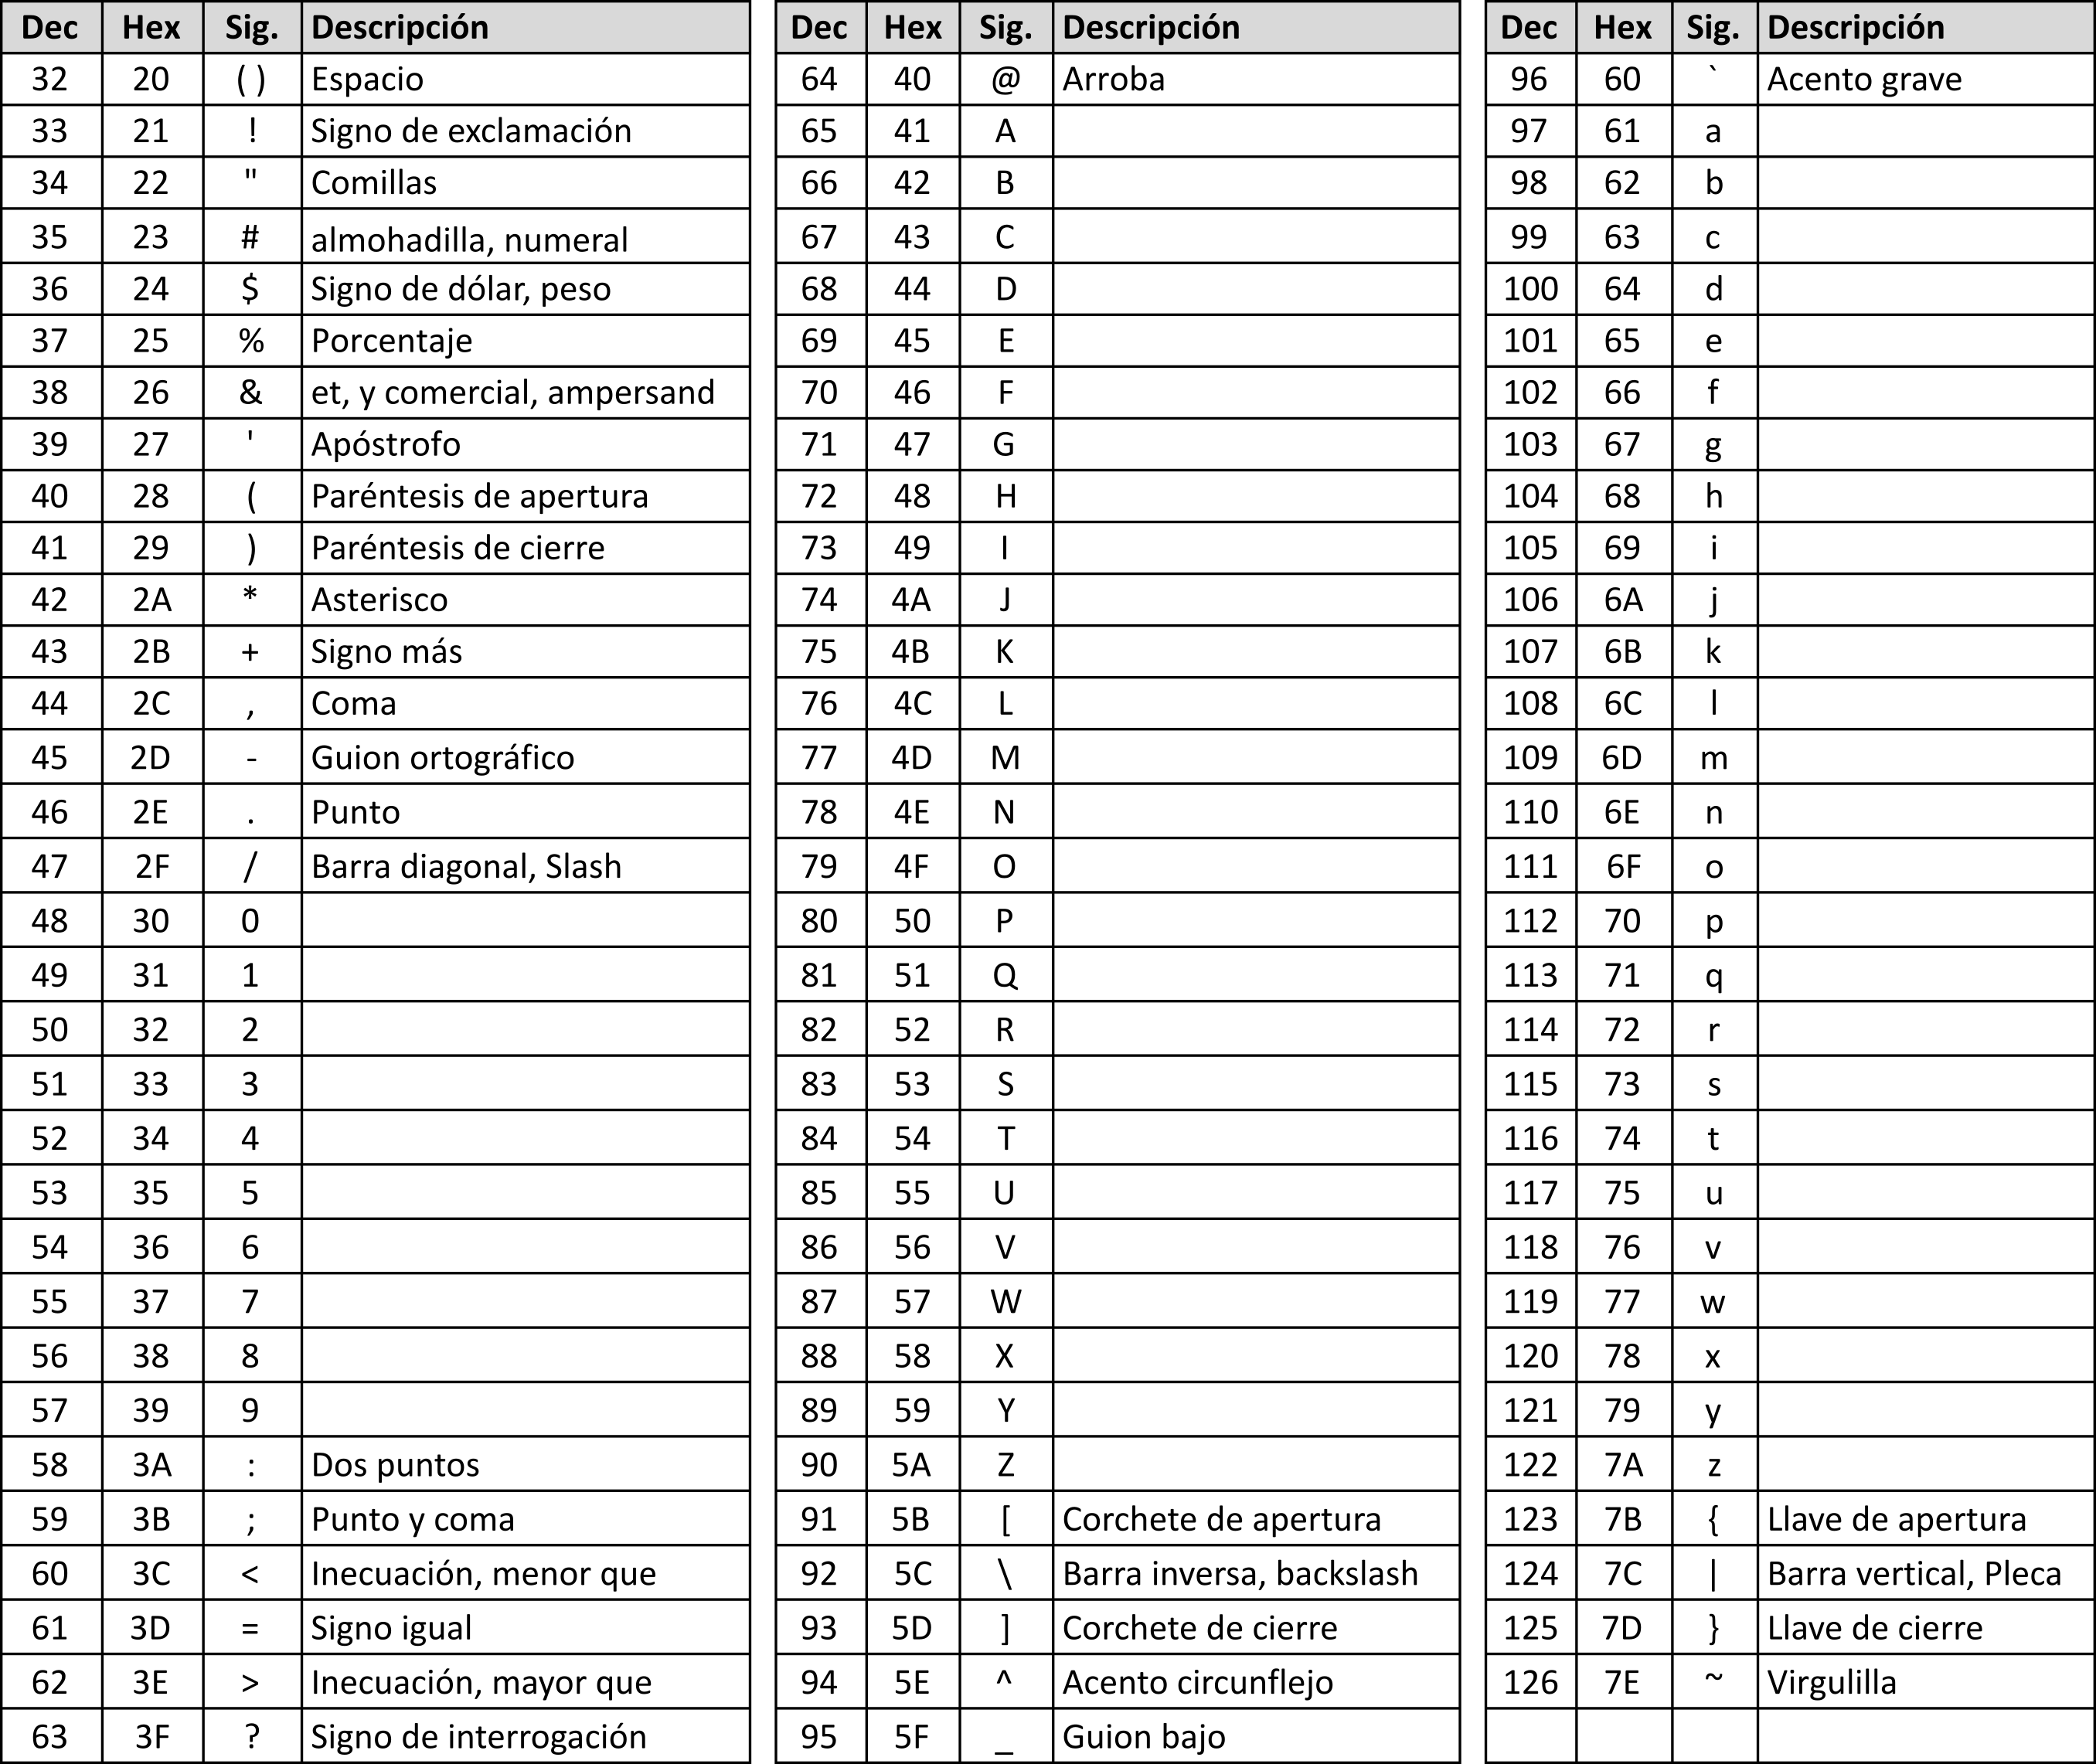 Dec Hex Sig. Descripción
32 20 ( ) Espacio
33 21 ! Signo de exclamación
34 22 " Comillas
35 23 # almohadilla, numeral
36 24 $ Signo de dólar, peso
37 25 % Porcentaje
38 26 & et, y comercial, ampersand
39 27 ' Apóstrofo
40 28 ( Paréntesis de apertura
41 29 ) Paréntesis de cierre
42 2A * Asterisco
43 2B + Signo más
44 2C , Coma
45 2D - Guion ortográfico
46 2E . Punto
47 2F / Barra diagonal, Slash
48 30 0
49 31 1
50 32 2
51 33 3
52 34 4
53 35 5
54 36 6
55 37 7
56 38 8
57 39 9
58 3A : Dos puntos
59 3B ; Punto y coma
60 3C < Inecuación, menor que
61 3D = Signo igual
62 3E > Inecuación, mayor que
63 3F ? Signo de interrogación
Dec Hex Sig. Descripción
64 40 @ Arroba
65 41 A
66 42 B
67 43 C
68 44 D
69 45 E
70 46 F
71 47 G
72 48 H
73 49 I
74 4A J
75 4B K
76 4C L
77 4D M
78 4E N
79 4F O
80 50 P
81 51 Q
82 52 R
83 53 S
84 54 T
85 55 U
86 56 V
87 57 W
88 58 X
89 59 Y
90 5A Z
91 5B [ Corchete de apertura
92 5C \ Barra inversa, backslash
93 5D ] Corchete de cierre
94 5E ^ Acento circunflejo
95 5F _ Guion bajo
Dec Hex Sig. Descripción
96 60 ` Acento grave
97 61 a
98 62 b
99 63 c
100 64 d
101 65 e
102 66 f
103 67 g
104 68 h
105 69 i
106 6A j
107 6B k
108 6C l
109 6D m
110 6E n
111 6F o
112 70 p
113 71 q
114 72 r
115 73 s
116 74 t
117 75 u
118 76 v
119 77 w
120 78 x
121 79 y
122 7A z
123 7B { Llave de apertura
124 7C | Barra vertical, Pleca
125 7D } Llave de cierre
126 7E ~ Virgulilla